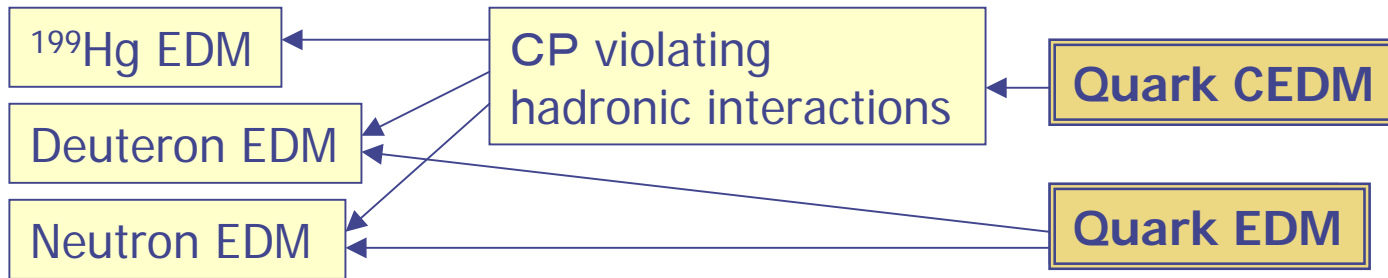 ¹⁹⁹Hg EDM
Deuteron EDM
Neutron EDM
CP violating
hadronic interactions
Quark CEDM
Quark EDM